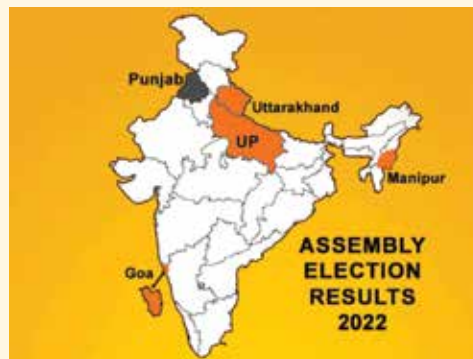 Punjab
Uttarakhand
UP
Manipur
Goa
ASSEMBLY
ELECTION
RESULTS
2022